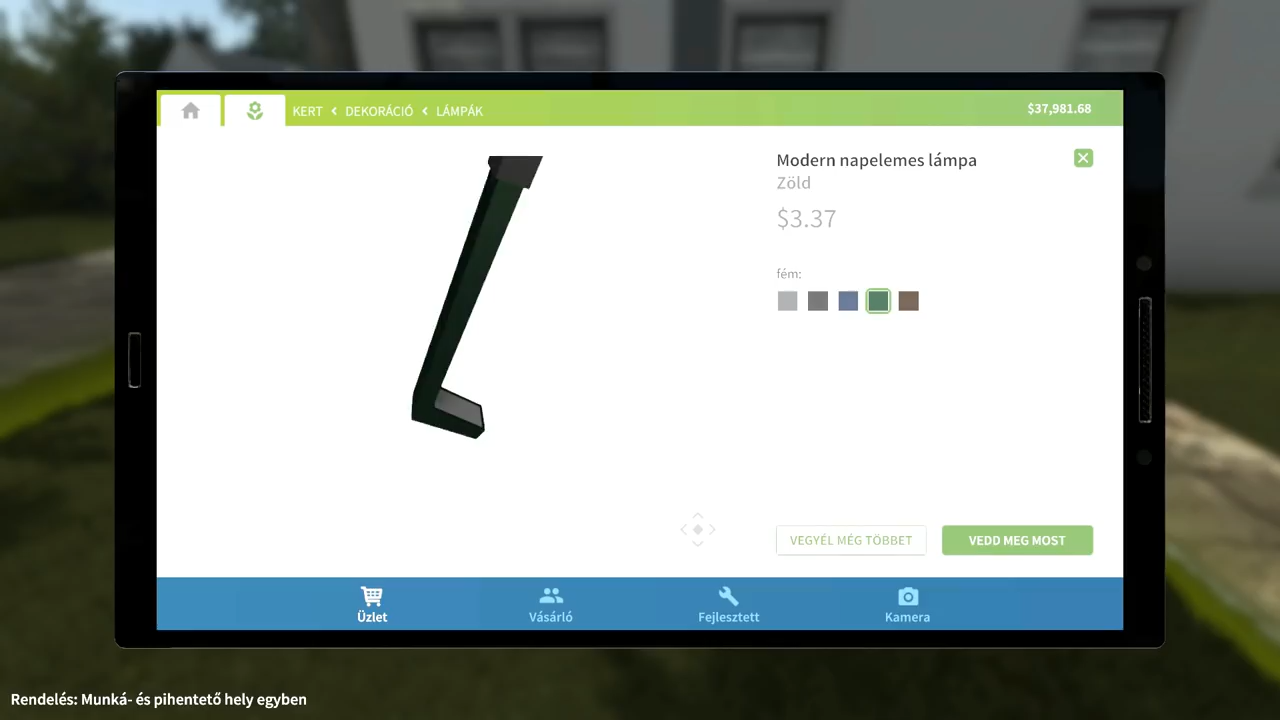 KERT < DEKORÁCIÓ < LÁMPÁK
$37,981.68
Modern napelemes lámpa
Zöld
$3.37
fém:
VEGYÉL MÉG TÖBBET
VEDD MEG MOST
Üzlet
Vásárló
Fejlesztett
Kamera
Rendelés: Munká- és pihentető hely egyben